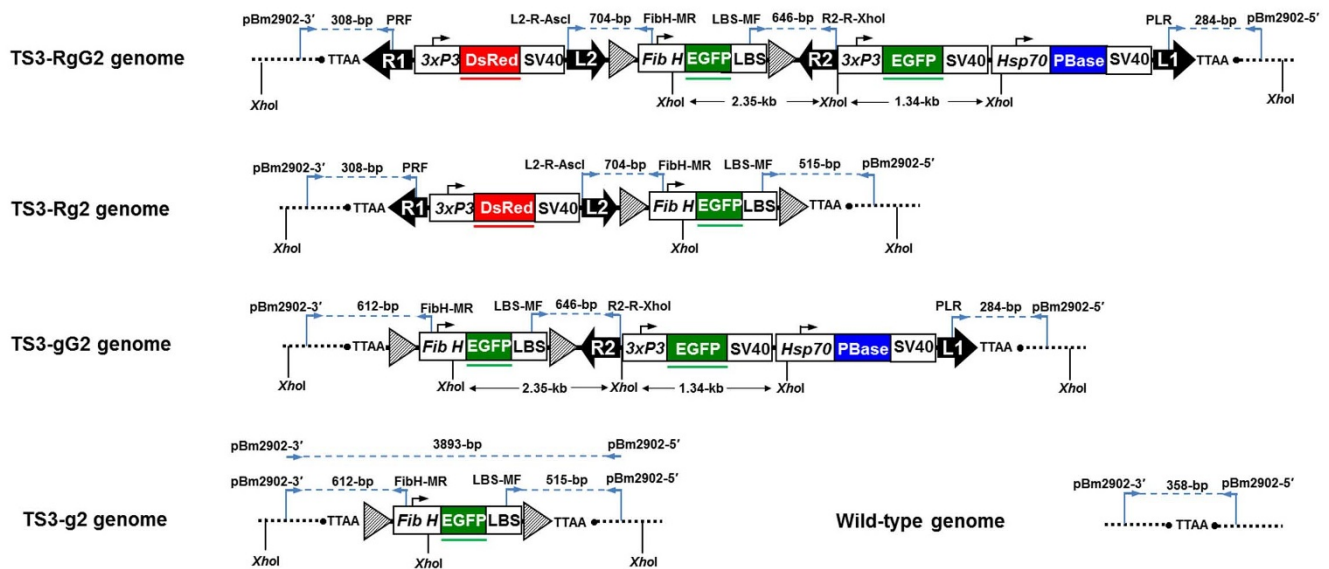 pBm2902-3′ 308-bp PRF L2-R-AscI 704-bp FibH-MR LBS-MF 646-bp R2-R-XhoI PLR 284-bp pBm2902-5′
TS3-RgG2 genome TTAA R1 3xP3 DsRed SV40 L2 Fib H EGFP LBS R2 3xP3 EGFP SV40 Hsp70 PBase SV40 L1 TTAA
XhoI XhoI 2.35-kb XhoI 1.34-kb XhoI XhoI
pBm2902-3′ 308-bp PRF L2-R-AscI 704-bp FibH-MR LBS-MF 515-bp pBm2902-5′
TS3-Rg2 genome TTAA R1 3xP3 DsRed SV40 L2 Fib H EGFP LBS TTAA
XhoI XhoI XhoI
pBm2902-3′ 612-bp FibH-MR LBS-MF 646-bp R2-R-XhoI PLR 284-bp pBm2902-5′
TS3-gG2 genome TTAA Fib H EGFP LBS R2 3xP3 EGFP SV40 Hsp70 PBase SV40 L1 TTAA
XhoI XhoI 2.35-kb XhoI 1.34-kb XhoI XhoI
pBm2902-3′ 3893-bp pBm2902-5′
pBm2902-3′ 612-bp FibH-MR LBS-MF 515-bp pBm2902-5′
TS3-g2 genome TTAA Fib H EGFP LBS TTAA
XhoI XhoI XhoI
pBm2902-3′ 358-bp pBm2902-5′
Wild-type genome TTAA